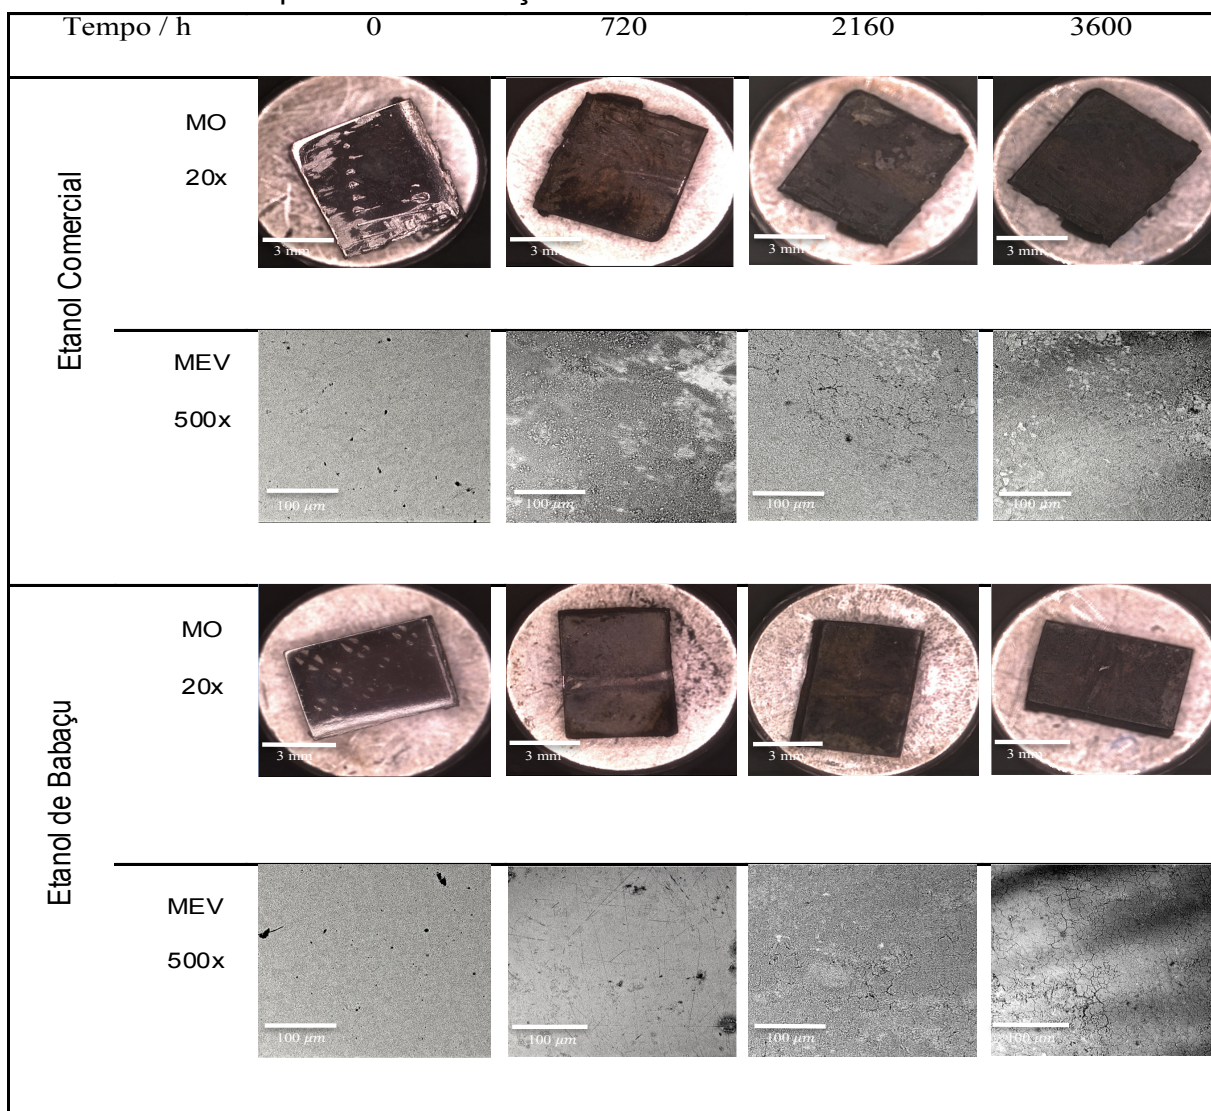 Tempo / h 0 720 2160 3600
Etanol Comercial
MO
20x
3 mm 3 mm 3 mm 3 mm
MEV
500x
100 µm 100 µm 100 µm 100 µm
Etanol de Babaçu
MO
20x
3 mm 3 mm 3 mm 3 mm
MEV
500x
100 µm 100 µm 100 µm 100 µm